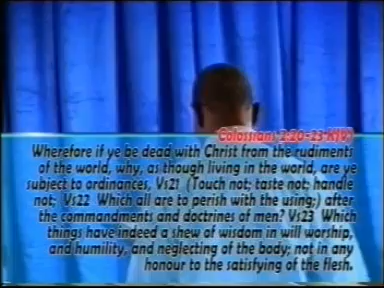 Colossians 2:20-23 KJV)
Wherefore if ye be dead with Christ from the rudiments
of the world, why, as though living in the world, are ye
subject to ordinances, Vs21 (Touch not; taste not; handle
not; Vs22 Which all are to perish with the using;) after
the commandments and doctrines of men? Vs23 Which
things have indeed a shew of wisdom in will worship,
and humility, and neglecting of the body; not in any
honour to the satisfying of the flesh.